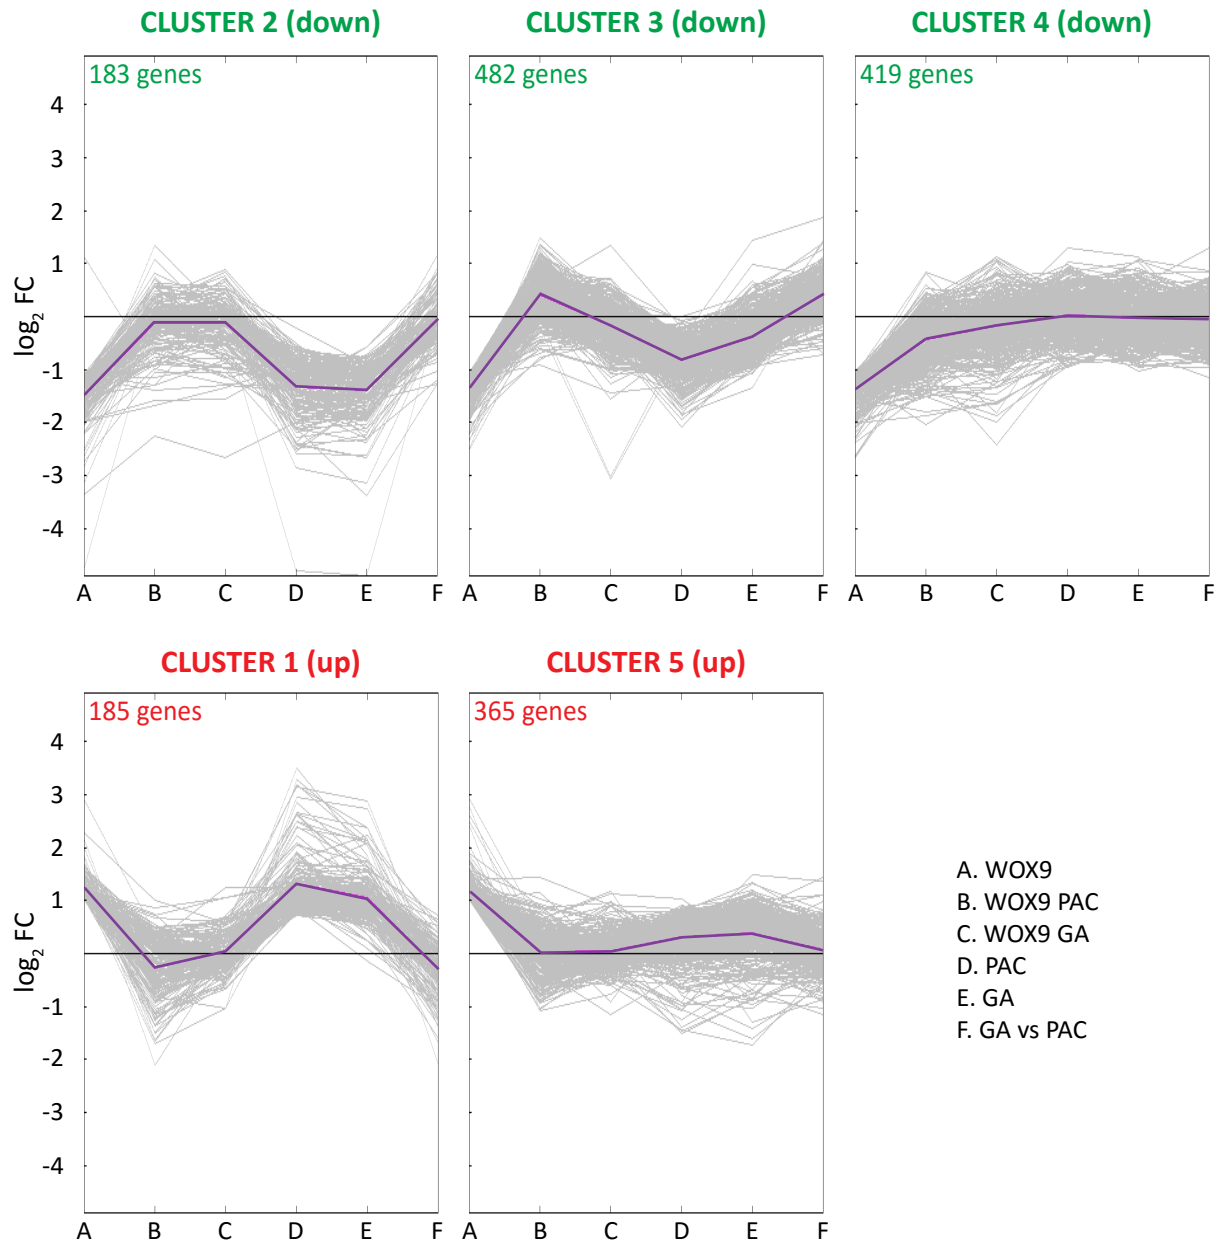 CLUSTER 2 (down)
CLUSTER 3 (down)
CLUSTER 4 (down)
183 genes
482 genes
419 genes
4
3
2
1
-1
-2
-3
-4
log₂ FC
A B C D E F
A B C D E F
A B C D E F
CLUSTER 1 (up)
CLUSTER 5 (up)
185 genes
365 genes
4
3
2
1
-1
-2
-3
-4
log₂ FC
A B C D E F
A B C D E F
A. WOX9
B. WOX9 PAC
C. WOX9 GA
D. PAC
E. GA
F. GA vs PAC